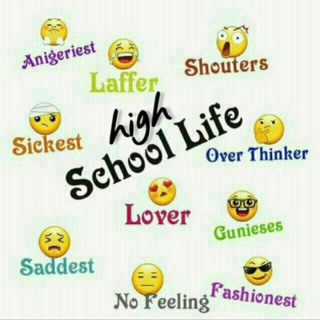 Anigeriest
Laffer
Shouters
high
School Life
Sickest
Over Thinker
Lover
Gunieses
Saddest
No Feeling
Fashionest